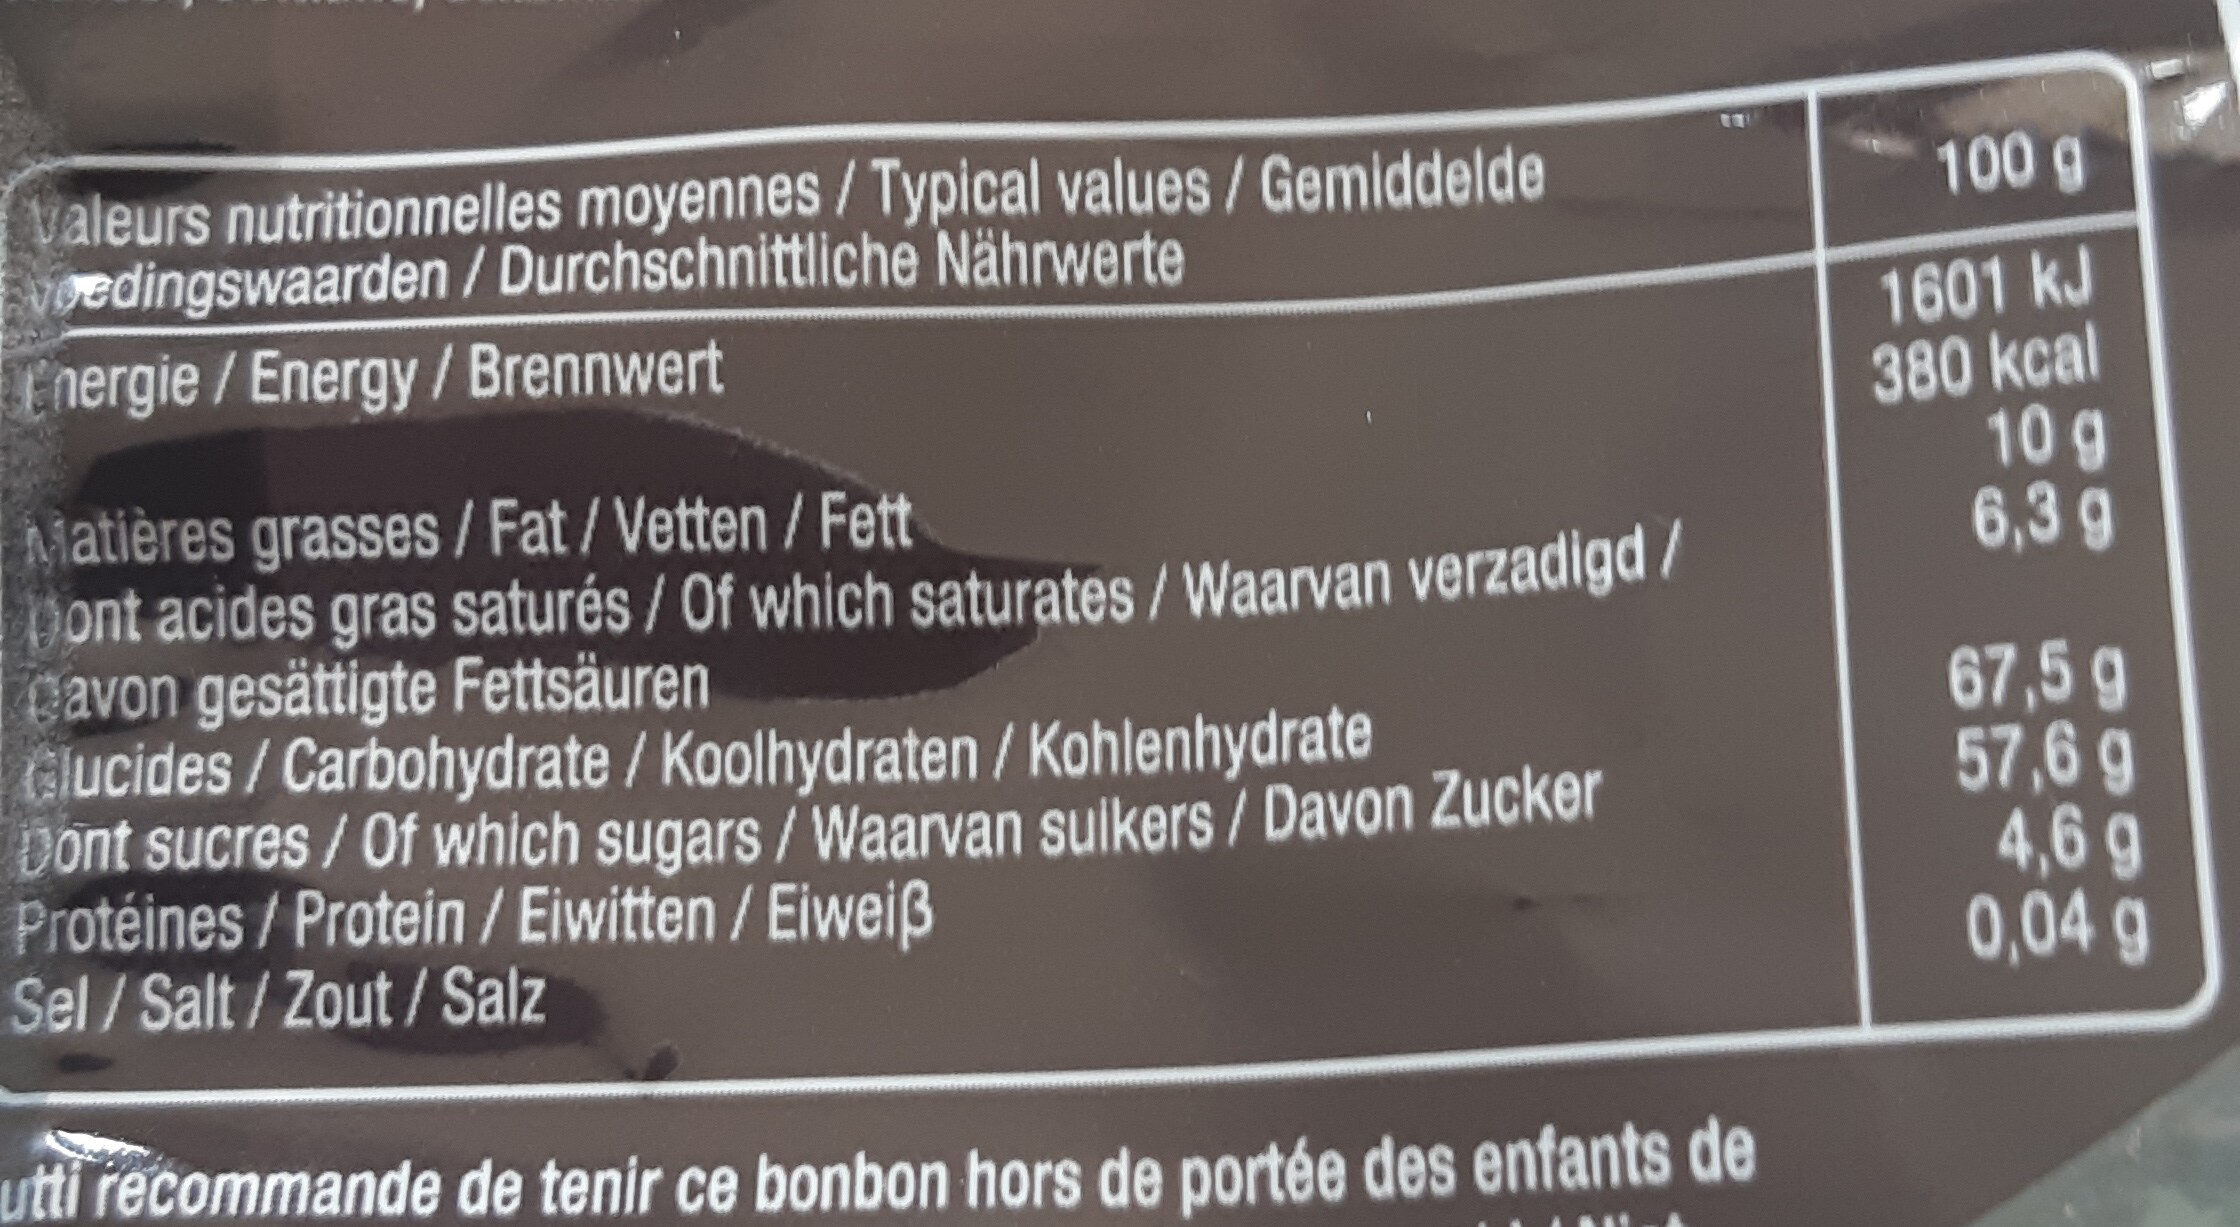 Valeurs nutritionnelles moyennes / Typical values / Gemiddelde
voedingswaarden / Durchschnittliche Nährwerte
100 g
Energie / Energy / Brennwert
1601 kJ
380 kcal
Matières grasses / Fat / Vetten / Fett
10 g
Dont acides gras saturés / Of which saturates / Waarvan verzadigd /
davon gesättigte Fettsäuren
6,3 g
Glucides / Carbohydrate / Koolhydraten / Kohlenhydrate
67,5 g
Dont sucres / Of which sugars / Waarvan suikers / Davon Zucker
57,6 g
Protéines / Protein / Eiwitten / Eiweiß
4,6 g
Sel / Salt / Zout / Salz
0,04 g
utti recommande de tenir ce bonbon hors de portée des enfants de